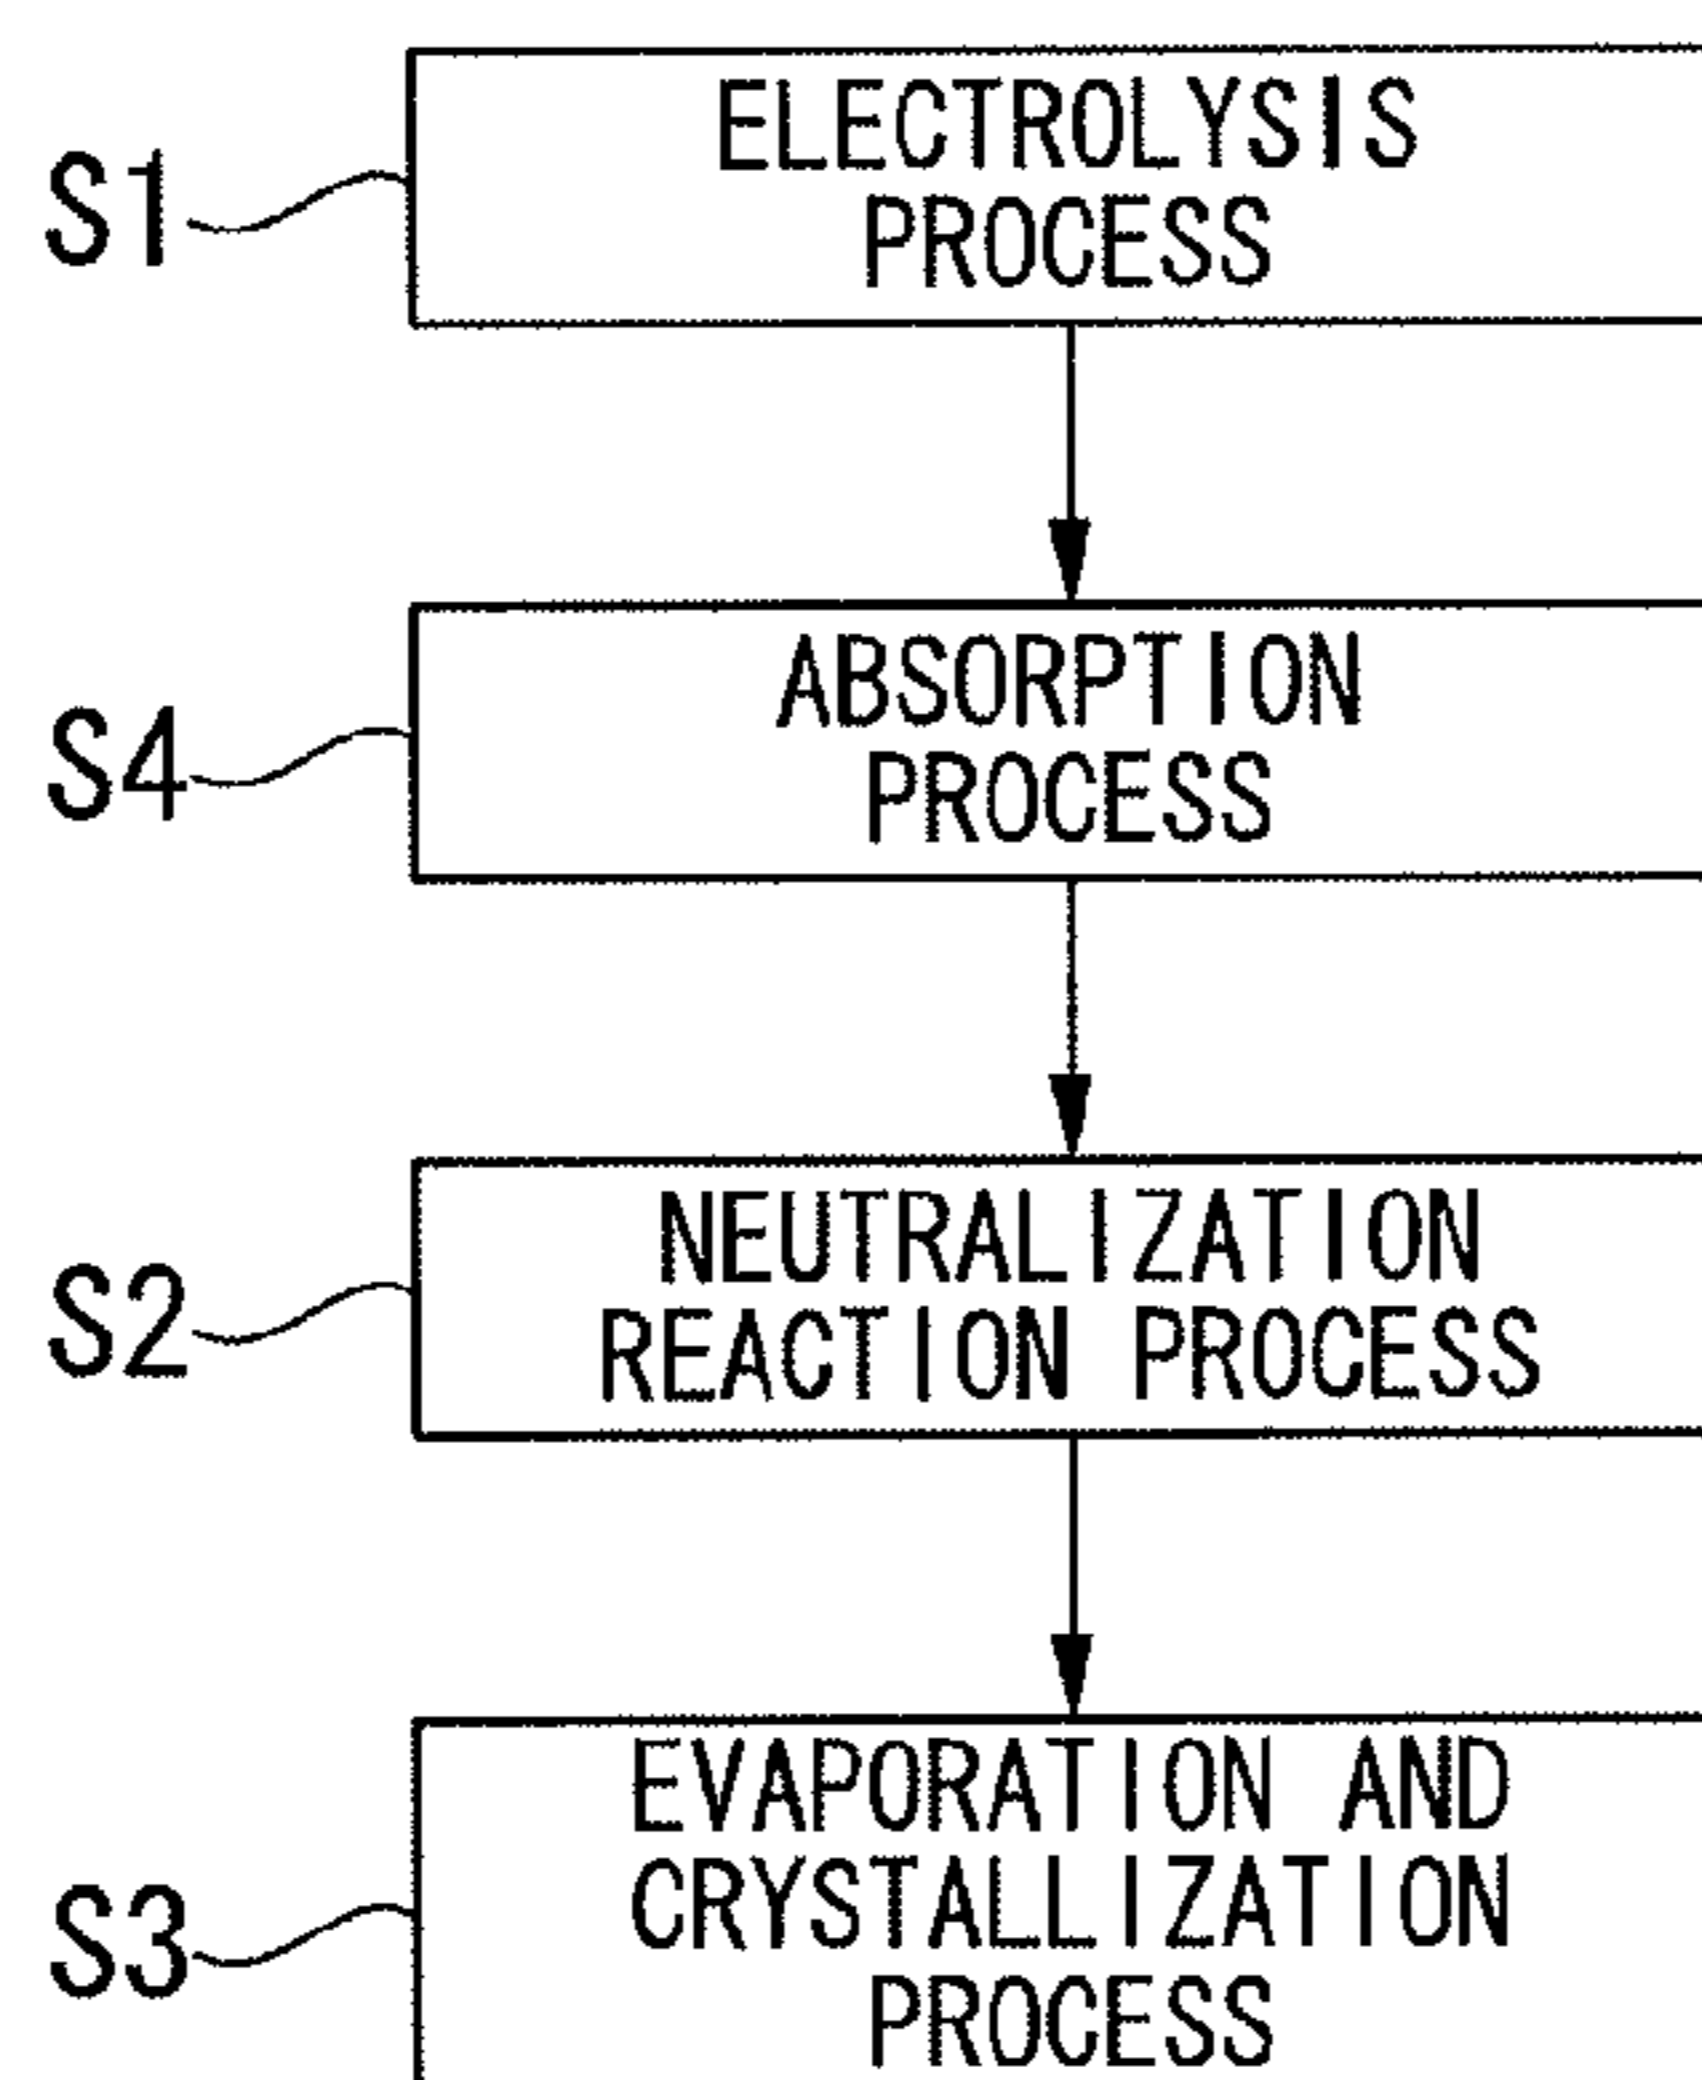 S1
ELECTROLYSIS
PROCESS
S4
ABSORPTION
PROCESS
S2
NEUTRALIZATION
REACTION PROCESS
S3
EVAPORATION AND
CRYSTALLIZATION
PROCESS